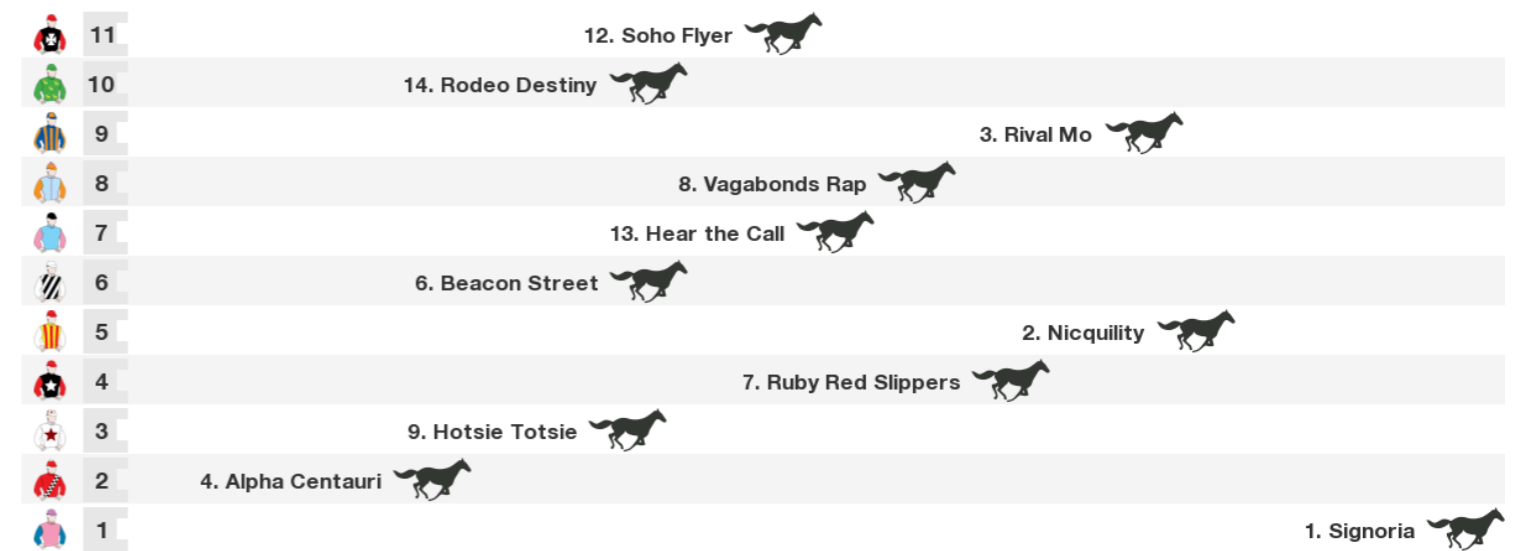 11 12. Soho Flyer
10 14. Rodeo Destiny
9 3. Rival Mo
8 8. Vagabonds Rap
7 13. Hear the Call
6 6. Beacon Street
5 2. Nicquility
4 7. Ruby Red Slippers
3 9. Hotsie Totsie
2 4. Alpha Centauri
1 1. Signoria